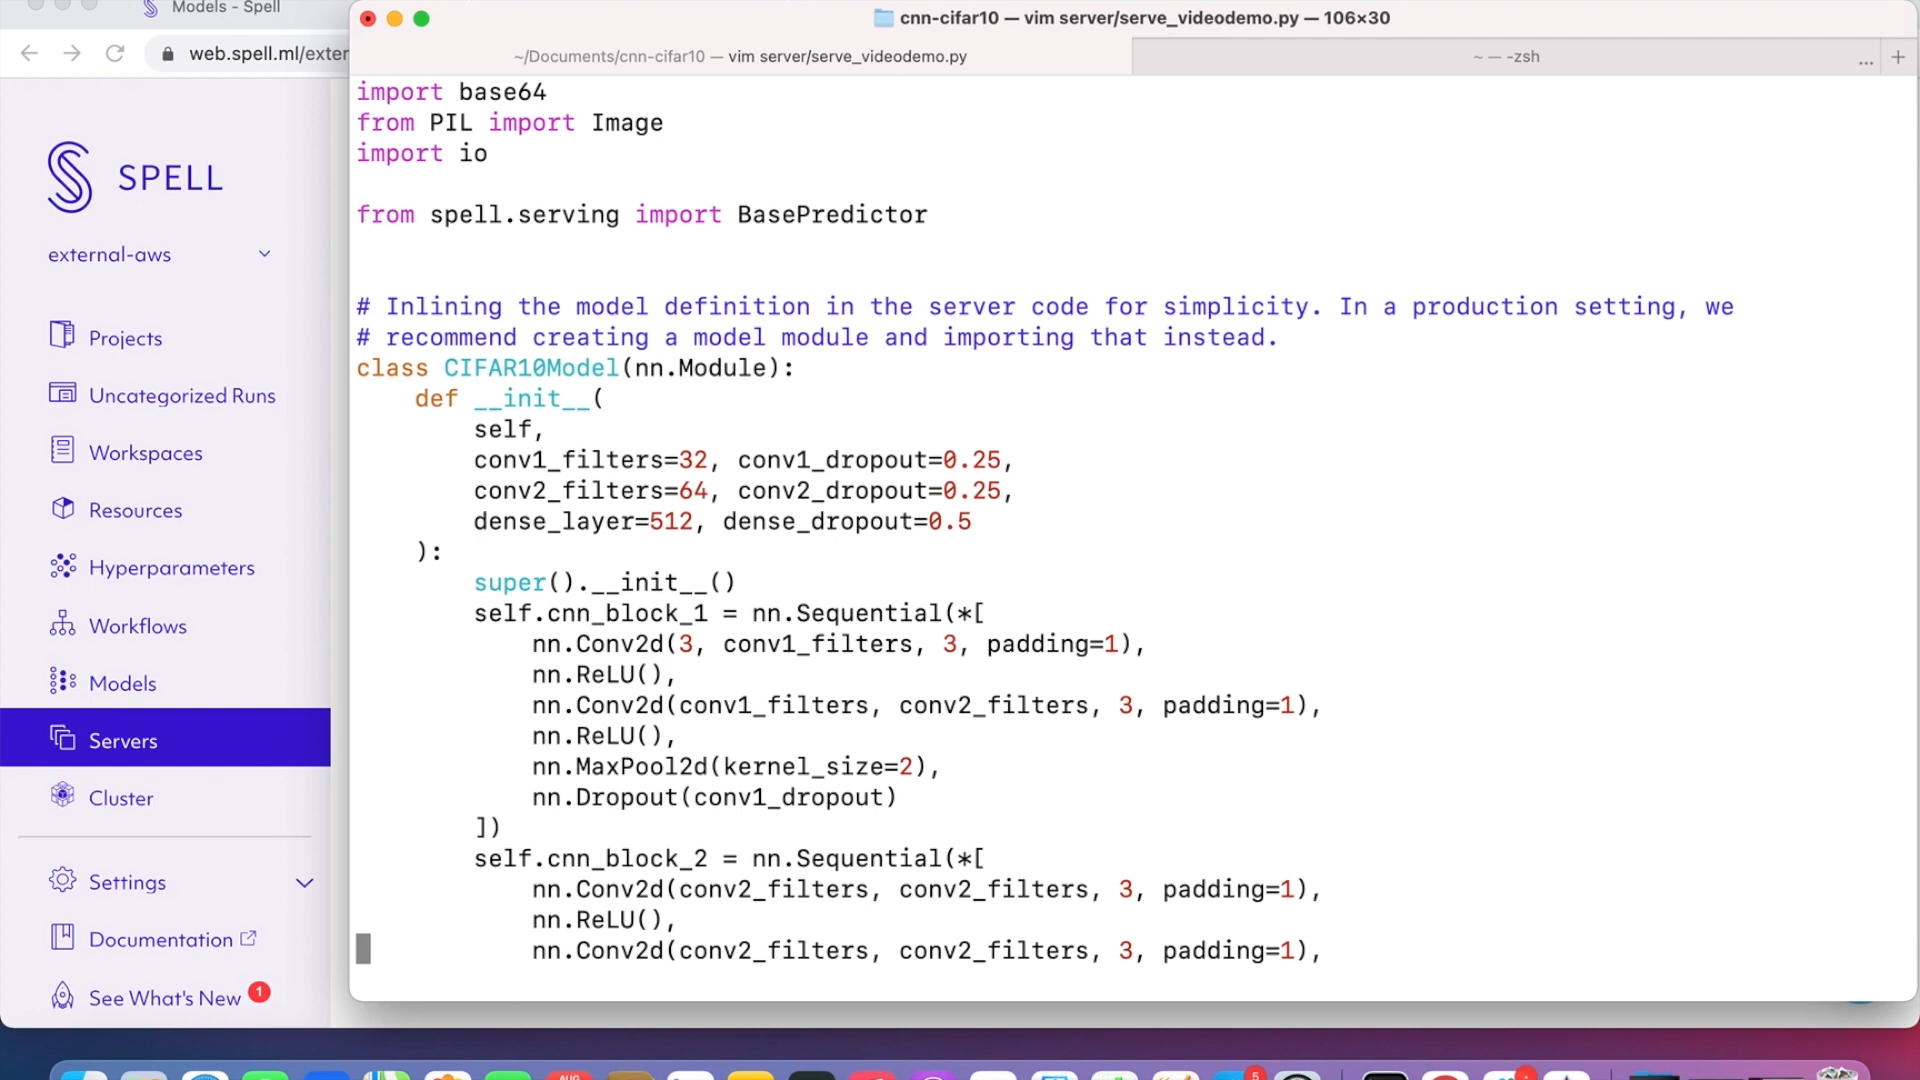 Models - Spell
web.spell.ml/exter
SPELL
external-aws
Projects
Uncategorized Runs
Workspaces
Resources
Hyperparameters
Workflows
Models
Servers
Cluster
Settings
Documentation
See What's New 1
cnn-cifar10 — vim server/serve_videodemo.py — 106×30
~/Documents/cnn-cifar10 — vim server/serve_videodemo.py
~ — -zsh
... +
import base64
from PIL import Image
import io
from spell.serving import BasePredictor
# Inlining the model definition in the server code for simplicity. In a production setting, we
# recommend creating a model module and importing that instead.
class CIFAR10Model(nn.Module):
    def __init__(
        self,
        conv1_filters=32, conv1_dropout=0.25,
        conv2_filters=64, conv2_dropout=0.25,
        dense_layer=512, dense_dropout=0.5
    ):
        super().__init__()
        self.cnn_block_1 = nn.Sequential(*[
            nn.Conv2d(3, conv1_filters, 3, padding=1),
            nn.ReLU(),
            nn.Conv2d(conv1_filters, conv2_filters, 3, padding=1),
            nn.ReLU(),
            nn.MaxPool2d(kernel_size=2),
            nn.Dropout(conv1_dropout)
        ])
        self.cnn_block_2 = nn.Sequential(*[
            nn.Conv2d(conv2_filters, conv2_filters, 3, padding=1),
            nn.ReLU(),
            nn.Conv2d(conv2_filters, conv2_filters, 3, padding=1),
AUG
5